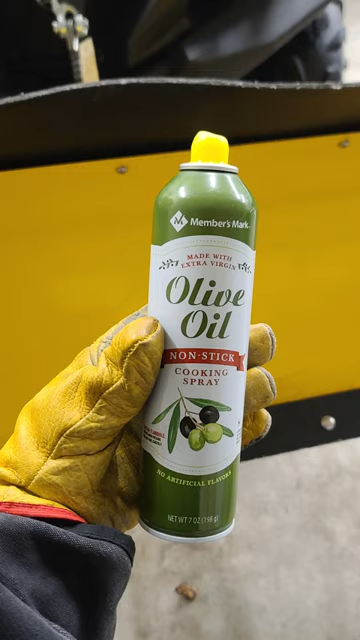 Member's Mark
MADE WITH
EXTRA VIRGIN
Olive
Oil
NON-STICK
COOKING
SPRAY
NO ARTIFICIAL FLAVORS
NET WT 7 OZ (198 g)